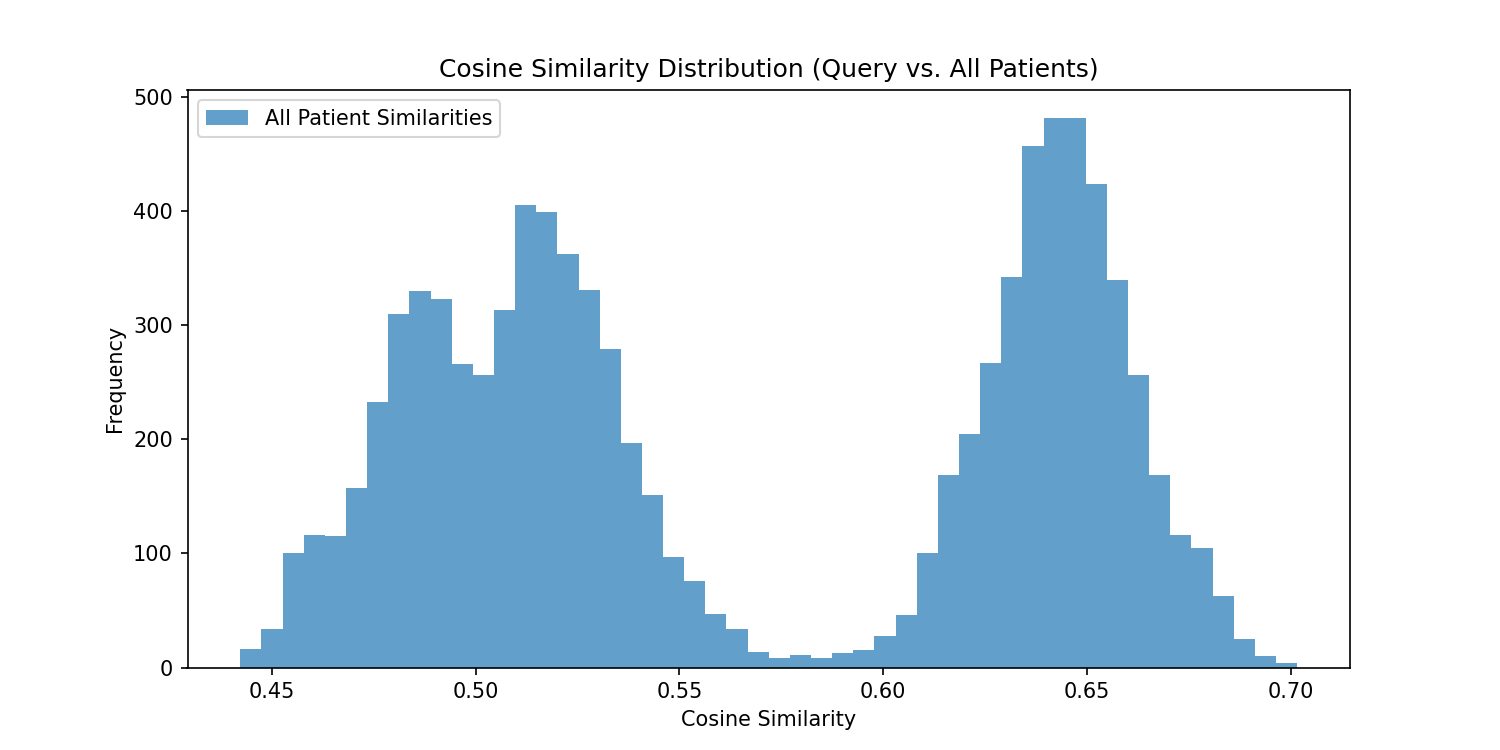 Cosine Similarity Distribution (Query vs. All Patients)
All Patient Similarities
500
400
300
200
100
0
Frequency
0.45 0.50 0.55 0.60 0.65 0.70
Cosine Similarity